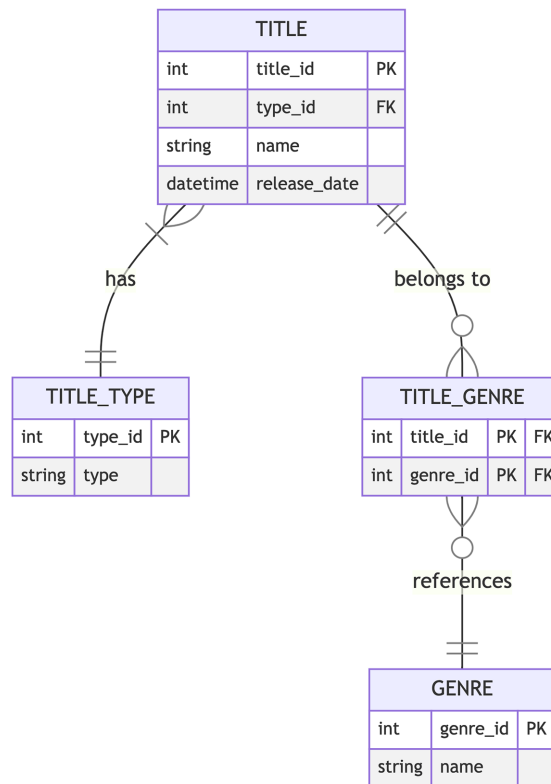 TITLE
int title_id PK
int type_id FK
string name
datetime release_date
has
belongs to
TITLE_TYPE
int type_id PK
string type
TITLE_GENRE
int title_id PK FK
int genre_id PK FK
references
GENRE
int genre_id PK
string name